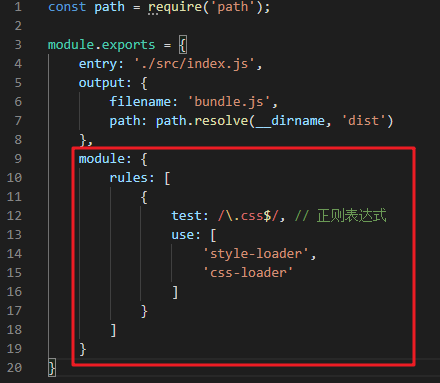 1 const path = require('path');
2
3 module.exports = {
4 entry: './src/index.js',
5 output: {
6 filename: 'bundle.js',
7 path: path.resolve(__dirname, 'dist')
8 },
9 module: {
10 rules: [
11 {
12 test: /\.css$/, // 正则表达式
13 use: [
14 'style-loader',
15 'css-loader'
16 ]
17 }
18 ]
19 }
20 }